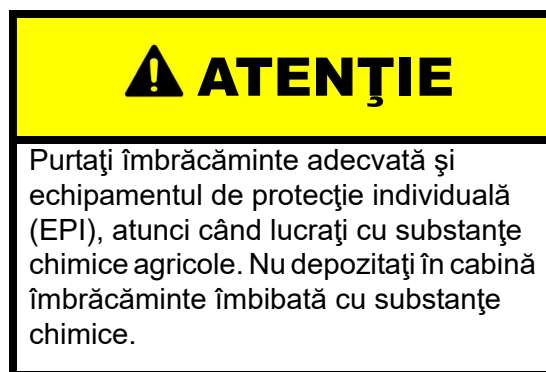 ATENŢIE
Purtaţi îmbrăcăminte adecvată şi
echipamentul de protecţie individuală
(EPI), atunci când lucraţi cu substanţe
chimice agricole. Nu depozitaţi în cabină
îmbrăcăminte îmbibată cu substanţe
chimice.